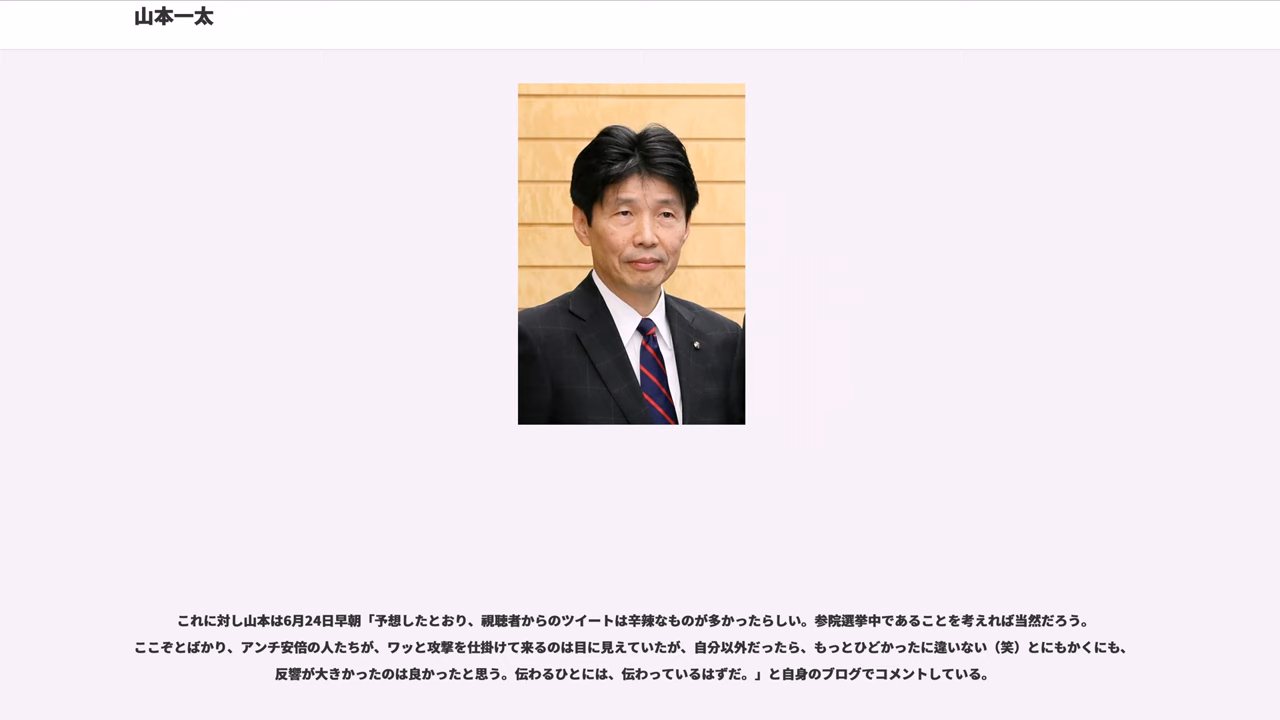 山本一太
これに対し山本は6月24日早朝「予想したとおり、視聴者からのツイートは辛辣なものが多かったらしい。参院選挙中であることを考えれば当然だろう。
ここぞとばかり、アンチ安倍の人たちが、ワッと攻撃を仕掛けて来るのは目に見えていたが、自分以外だったら、もっとひどかったに違いない（笑）とにもかくにも、
反響が大きかったのは良かったと思う。伝わるひとには、伝わっているはずだ。」と自身のブログでコメントしている。